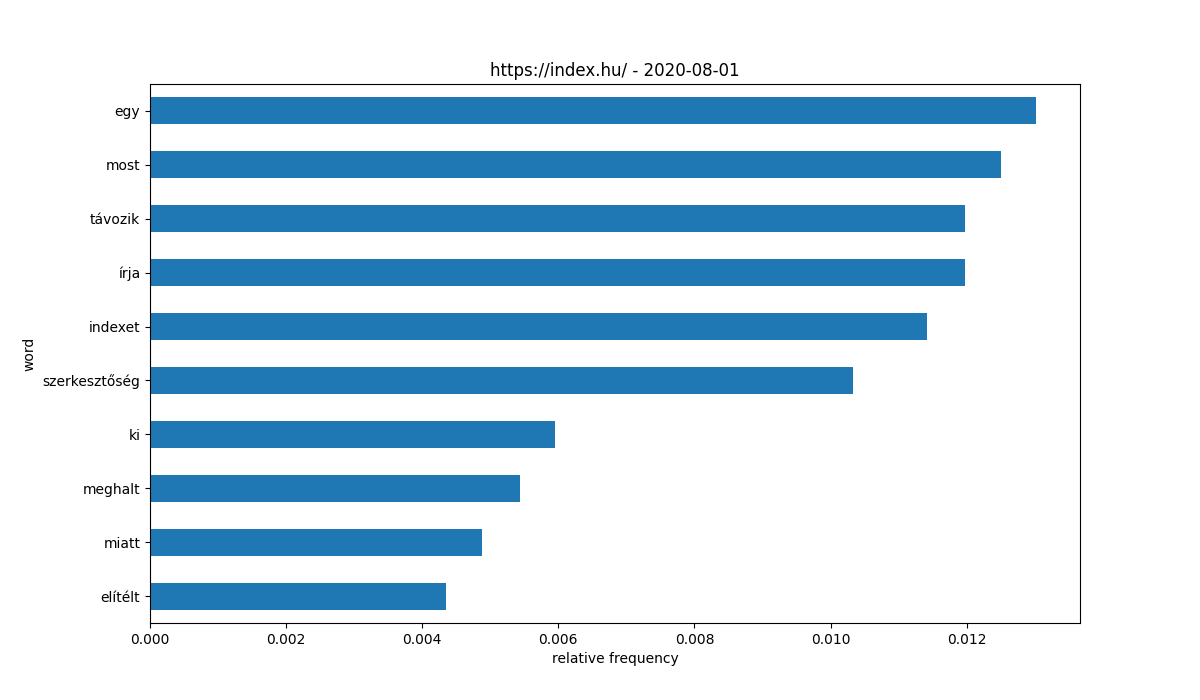 https://index.hu/ - 2020-08-01
egy
most
távozik
írja
indexet
szerkesztőség
ki
meghalt
miatt
elítélt
word
0.000 0.002 0.004 0.006 0.008 0.010 0.012
relative frequency